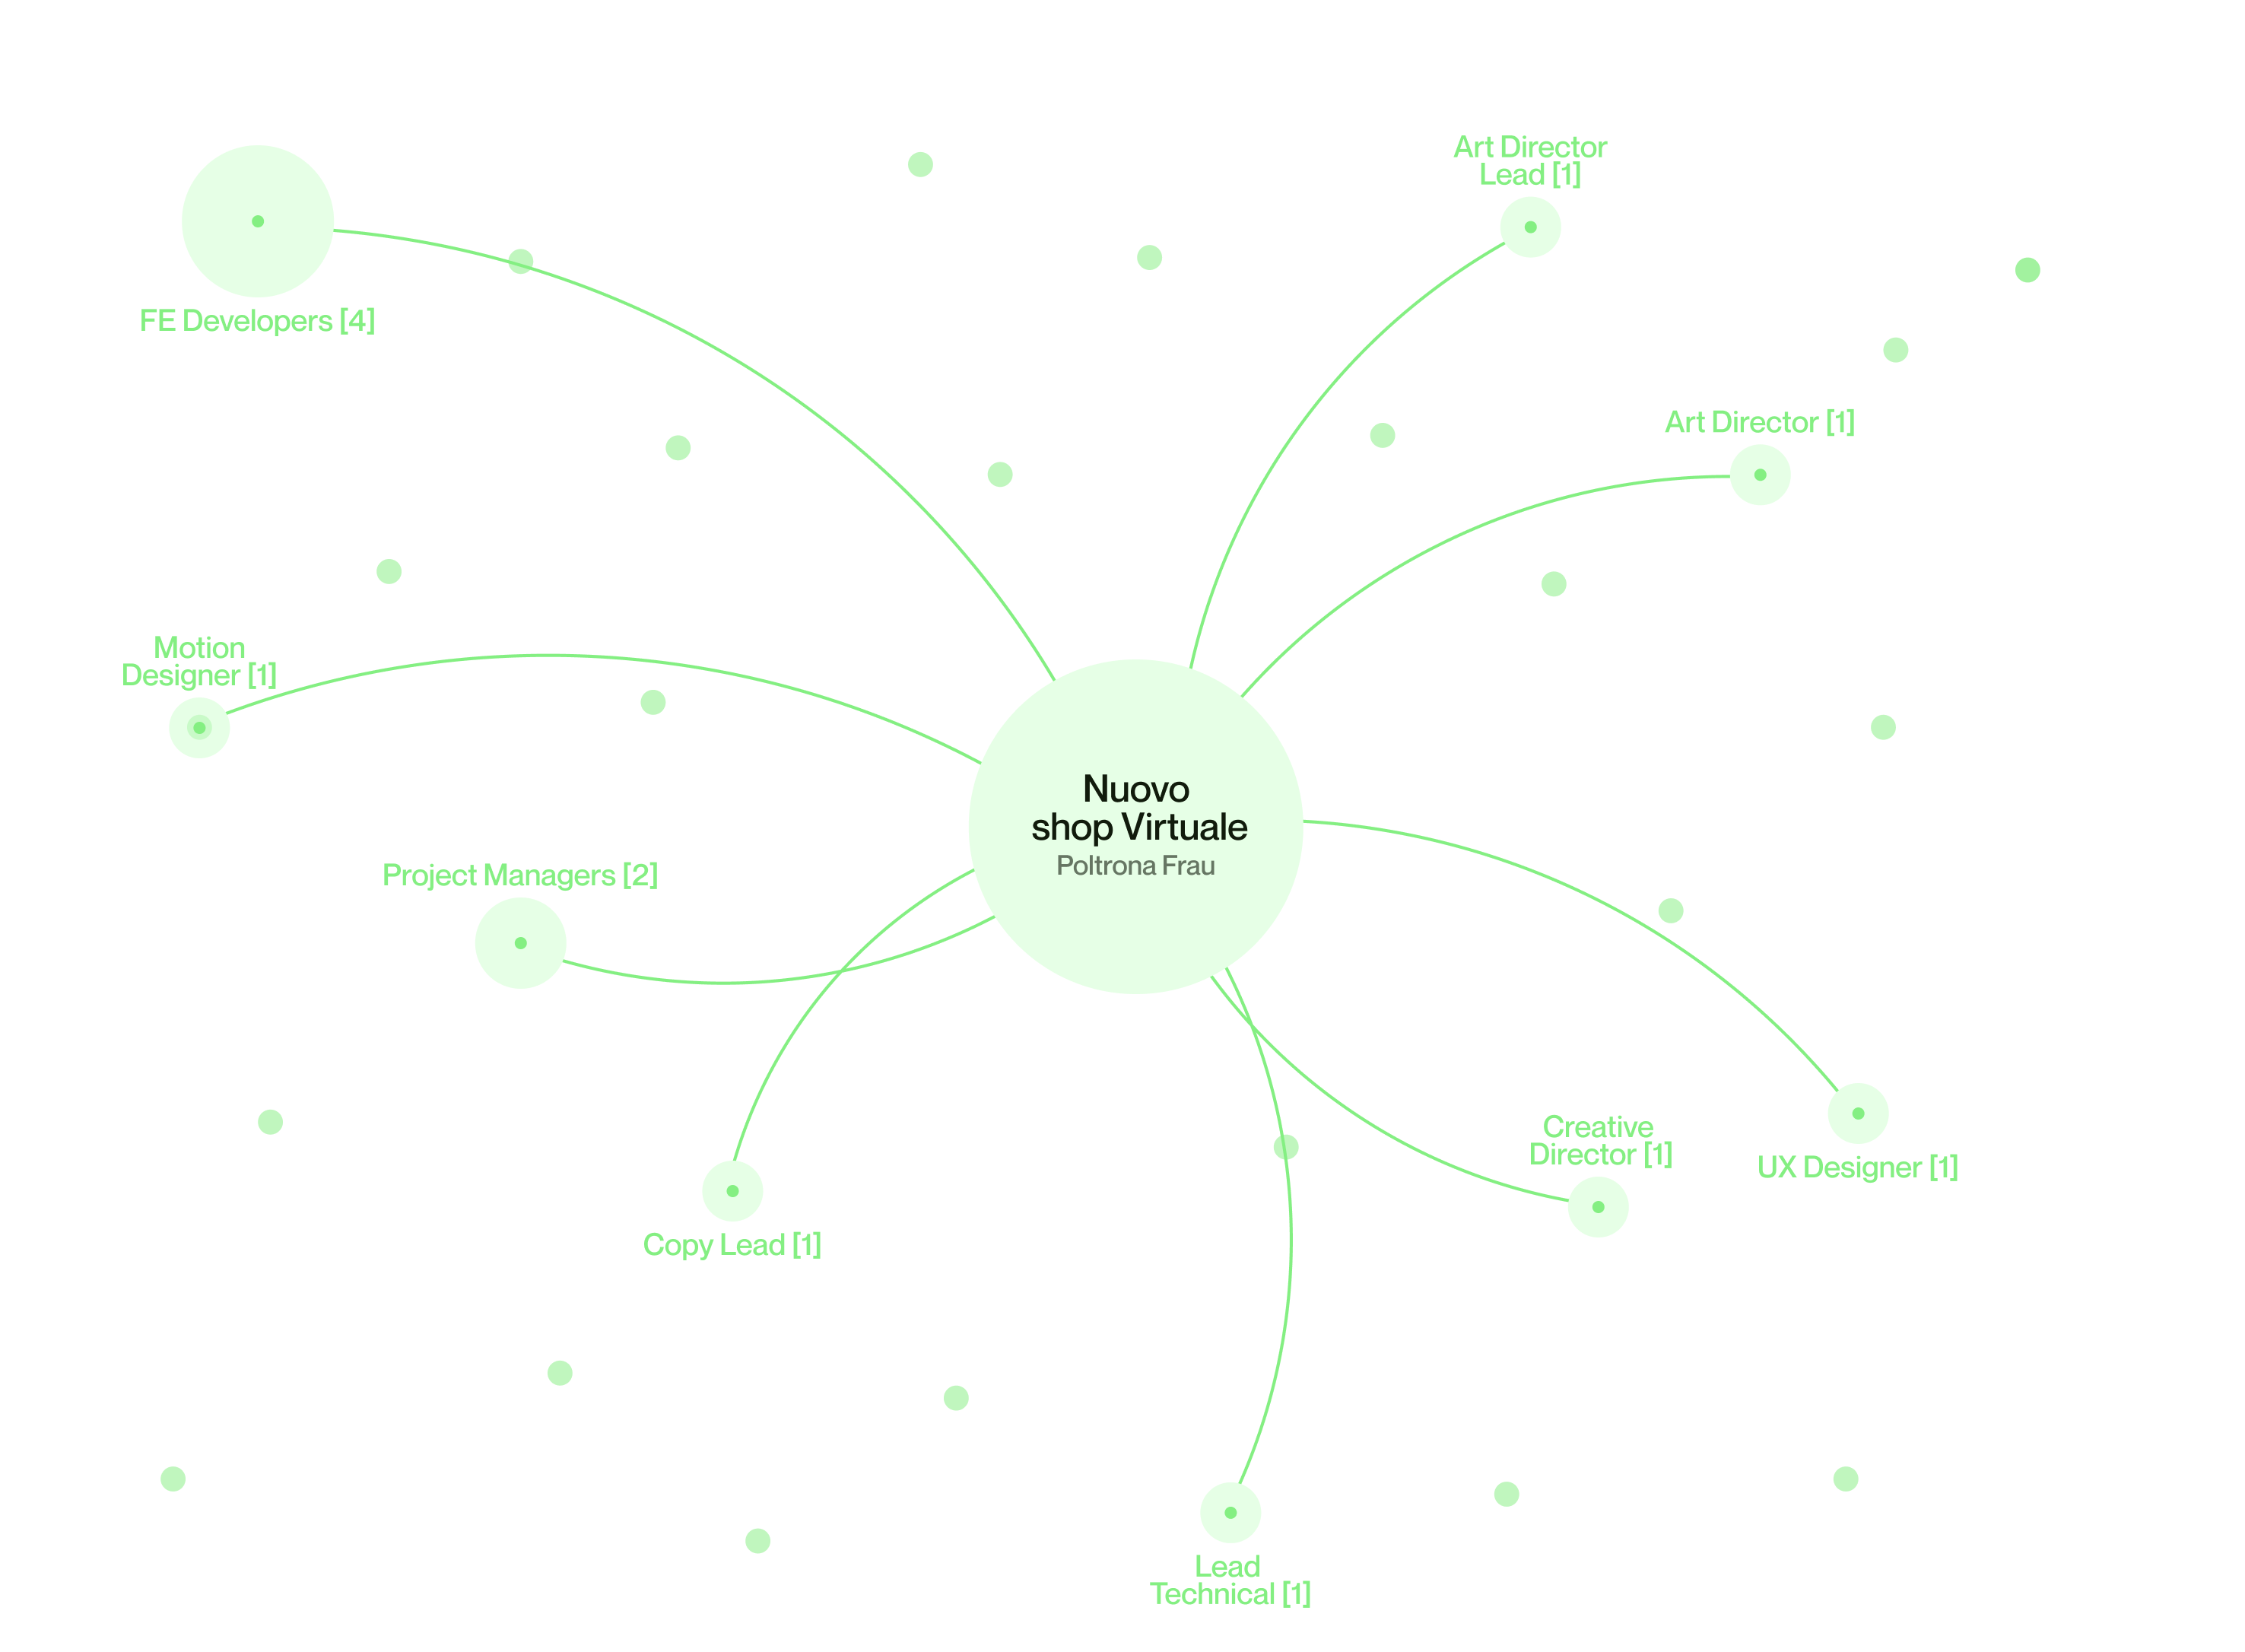 Art Director
Lead [1]
FE Developers [4]
Art Director [1]
Motion
Designer [1]
Nuovo
shop Virtuale
Poltrona Frau
Project Managers [2]
Creative
Director [1]
UX Designer [1]
Copy Lead [1]
Lead
Technical [1]